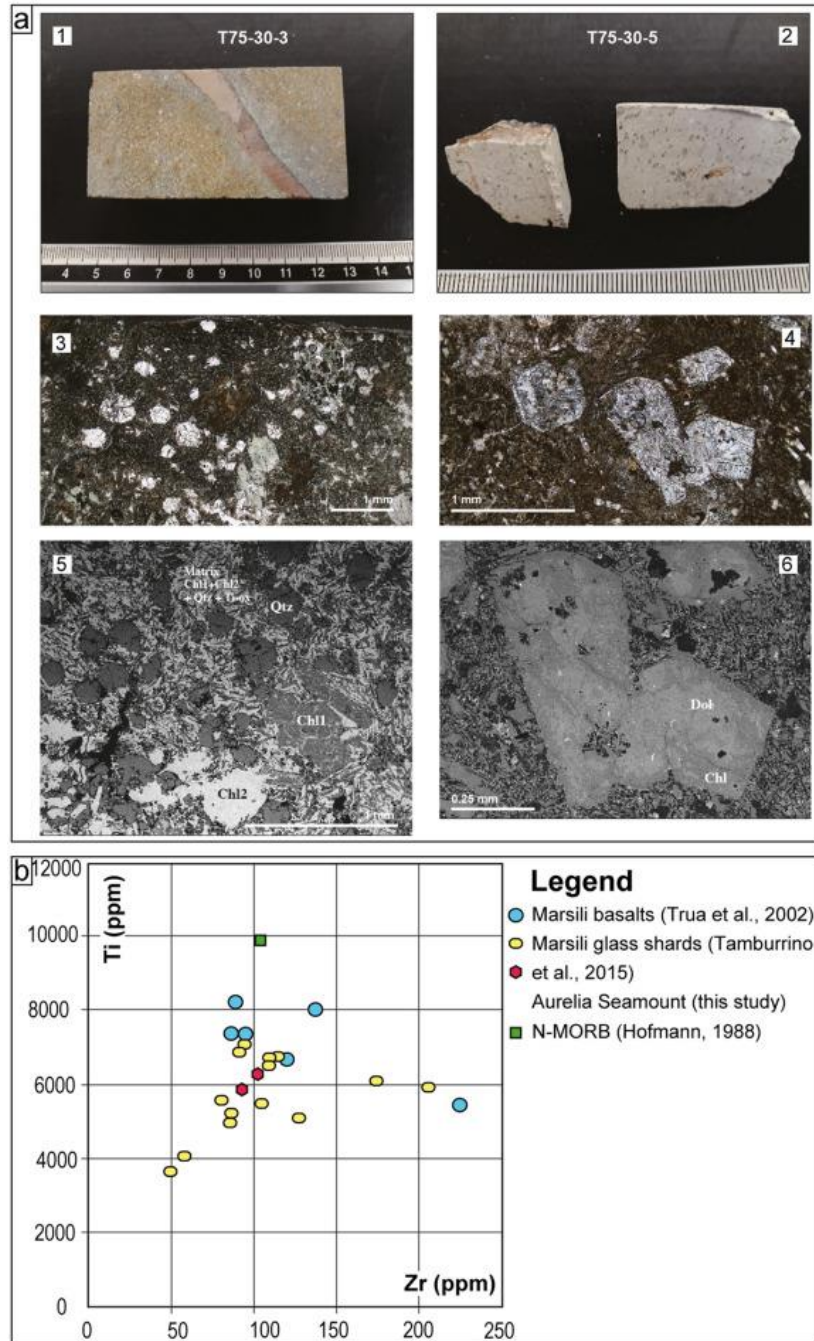 a
1
T75-30-3
4 5 6 7 8 9 10 11 12 13 14 1
T75-30-5
2
3
1 mm
4
1 mm
5
Matrix
Chl1+Chl2
+ Qtz + Ti-ox
Qtz
Chl1
Chl2
1 mm
6
Dol
Chl
0.25 mm
b
12000
10000
8000
6000
4000
2000
0
Ti (ppm)
Zr (ppm)
50 100 150 200 250
Legend
Marsili basalts (Trua et al., 2002)
Marsili glass shards (Tamburrino
et al., 2015)
Aurelia Seamount (this study)
N-MORB (Hofmann, 1988)